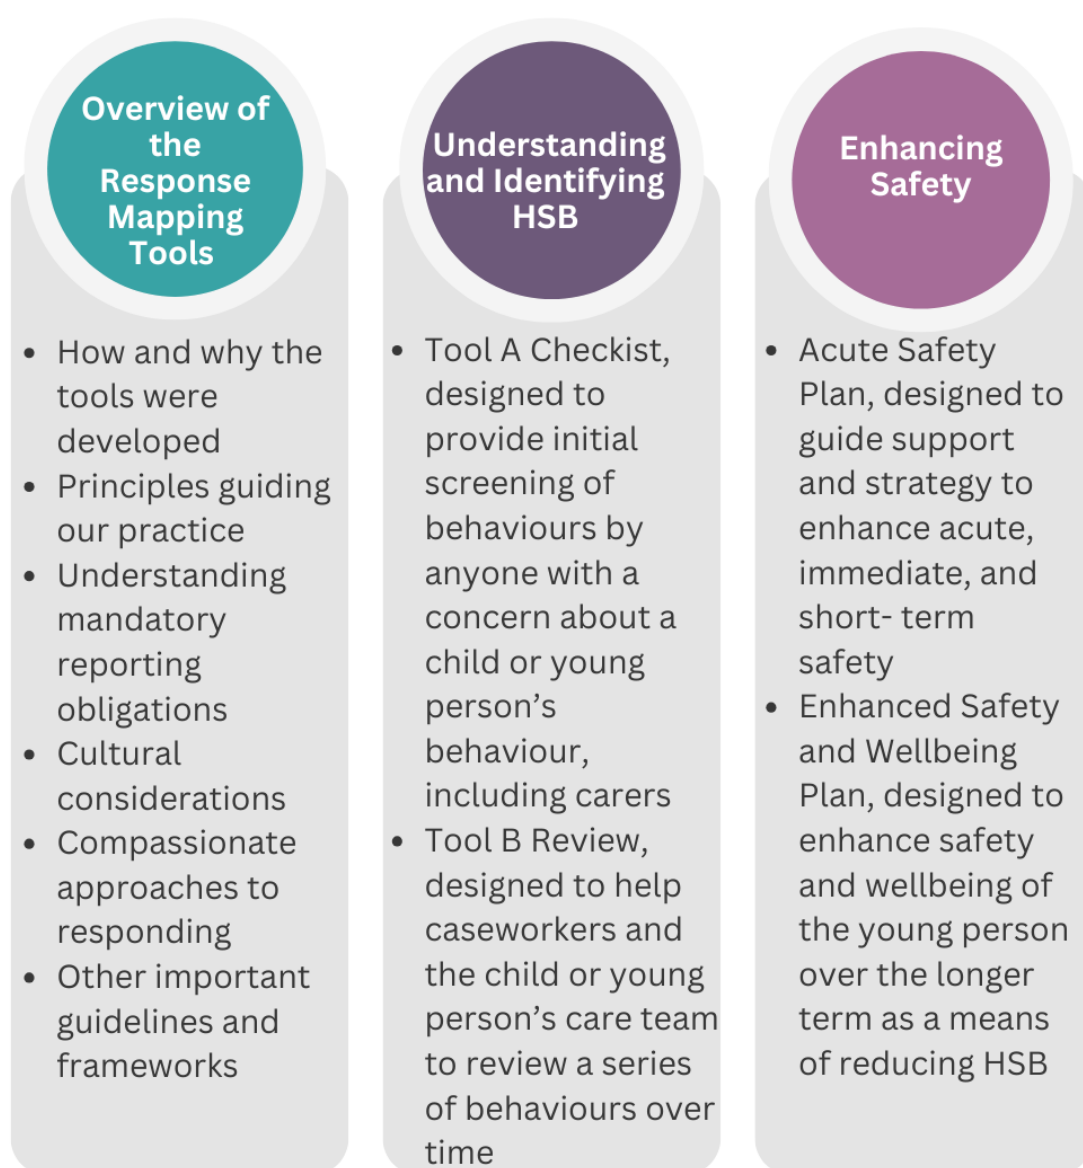 Overview of
the
Response
Mapping
Tools
• How and why the
tools were
developed
• Principles guiding
our practice
• Understanding
mandatory
reporting
obligations
• Cultural
considerations
• Compassionate
approaches to
responding
• Other important
guidelines and
frameworks
Understanding
and Identifying
HSB
• Tool A Checkist,
designed to
provide initial
screening of
behaviours by
anyone with a
concern about a
child or young
person’s
behaviour,
including carers
• Tool B Review,
designed to help
caseworkers and
the child or young
person’s care team
to review a series
of behaviours over
time
Enhancing
Safety
• Acute Safety
Plan, designed to
guide support
and strategy to
enhance acute,
immediate, and
short- term
safety
• Enhanced Safety
and Wellbeing
Plan, designed to
enhance safety
and wellbeing of
the young person
over the longer
term as a means
of reducing HSB